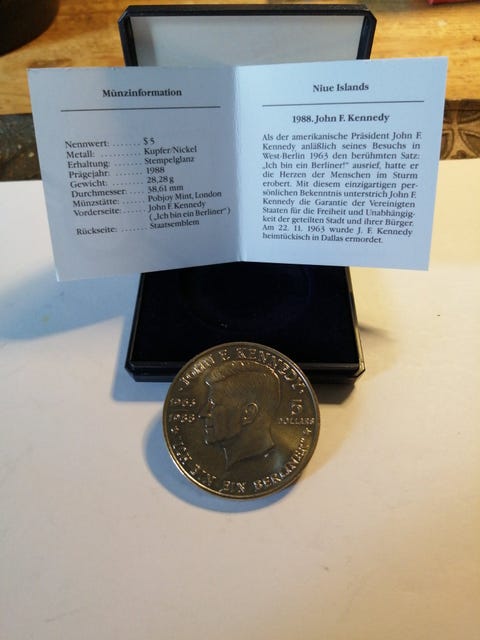 Münzinformation
Nennwert: ....... $ 5
Metall: .......... Kupfer/Nickel
Erhaltung: ....... Stempelglanz
Prägejahr: ....... 1988
Gewicht: ........ 28,28 g
Durchmesser: .... 38,61 mm
Münzstätte: ..... Pobjoy Mint, London
Vorderseite: ..... John F. Kennedy
(„Ich bin ein Berliner")
Rückseite: ....... Staatsemblem
Niue Islands
1988. John F. Kennedy
Als der amerikanische Präsident John F.
Kennedy anläßlich seines Besuchs in
West-Berlin 1963 den berühmten Satz:
„Ich bin ein Berliner!" ausrief, hatte er
die Herzen der Menschen im Sturm
erobert. Mit diesem einzigartigen per-
sönlichen Bekenntnis unterstrich John F.
Kennedy die Garantie der Vereinigten
Staaten für die Freiheit und Unabhängig-
keit der geteilten Stadt und ihrer Bürger.
Am 22. 11. 1963 wurde J. F. Kennedy
heimtückisch in Dallas ermordet.
JOHN F. KENNEDY
1963
1988
DOLLARS
ICH BIN EIN BERLINER